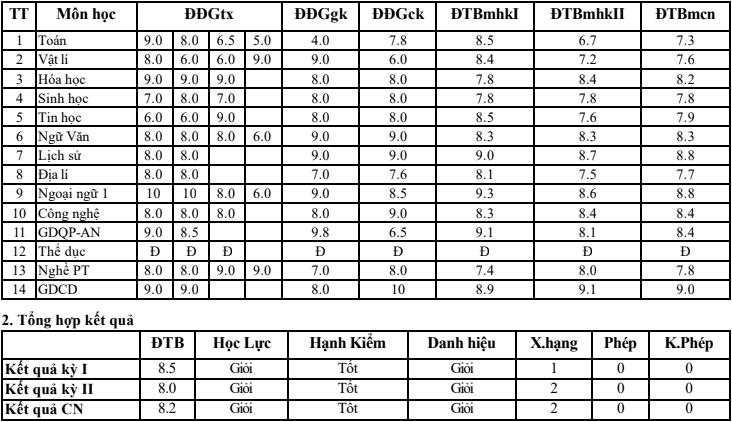 TT Môn học ĐĐGtx ĐĐGgk ĐĐGck ĐTBmhkI ĐTBmhkII ĐTBmcn
1 Toán 9.0 8.0 6.5 5.0 4.0 7.8 8.5 6.7 7.3
2 Vật lí 8.0 6.0 6.0 9.0 9.0 6.0 8.4 7.2 7.6
3 Hóa học 9.0 9.0 9.0 8.0 8.0 7.8 8.4 8.2
4 Sinh học 7.0 8.0 7.0 8.0 8.0 7.8 7.8 7.8
5 Tin học 6.0 6.0 9.0 8.0 8.0 8.5 7.6 7.9
6 Ngữ Văn 8.0 8.0 8.0 6.0 9.0 9.0 8.3 8.3 8.3
7 Lịch sử 8.0 8.0 9.0 9.0 9.0 8.7 8.8
8 Địa lí 8.0 8.0 7.0 7.6 8.1 7.5 7.7
9 Ngoại ngữ 1 10 10 8.0 6.0 9.0 8.5 9.3 8.6 8.8
10 Công nghệ 8.0 8.0 8.0 8.0 9.0 8.3 8.4 8.4
11 GDQP-AN 9.0 8.5 9.8 6.5 9.1 8.1 8.4
12 Thể dục Đ Đ Đ Đ Đ Đ Đ Đ
13 Nghề PT 8.0 8.0 9.0 9.0 7.0 8.0 7.4 8.0 7.8
14 GDCD 9.0 9.0 8.0 10 8.9 9.1 9.0
2. Tổng hợp kết quả
ĐTB Học Lực Hạnh Kiểm Danh hiệu X.hạng Phép K.Phép
Kết quả kỳ I 8.5 Giỏi Tốt Giỏi 1 0 0
Kết quả kỳ II 8.0 Giỏi Tốt Giỏi 2 0 0
Kết quả CN 8.2 Giỏi Tốt Giỏi 2 0 0